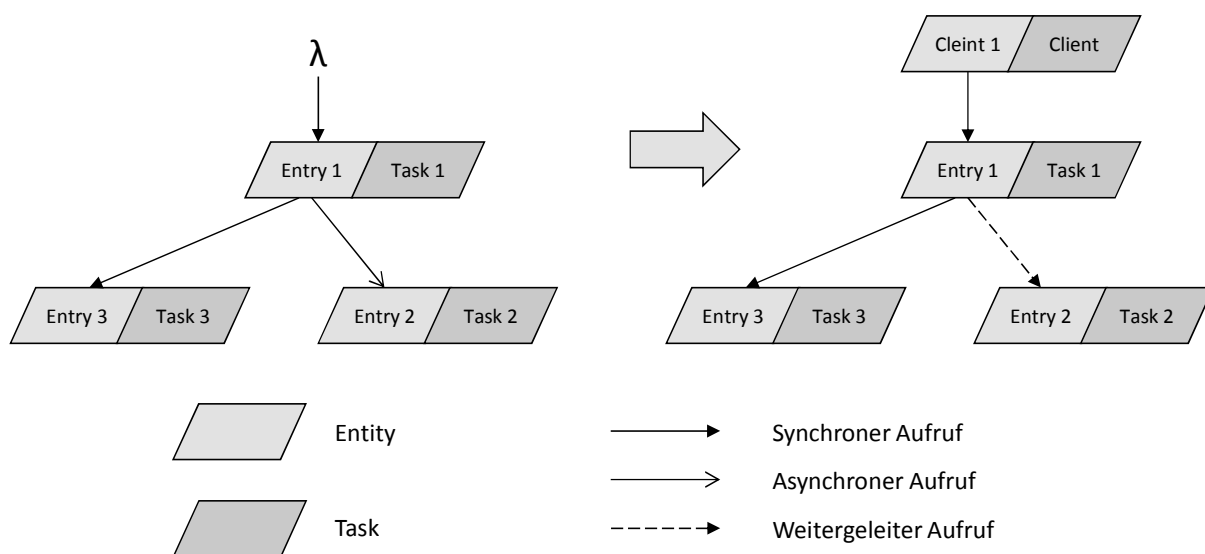 Cleint 1 Client
λ
Entry 1 Task 1 Entry 1 Task 1
Entry 3 Task 3 Entry 2 Task 2 Entry 3 Task 3 Entry 2 Task 2
Entity Synchroner Aufruf
Asynchroner Aufruf
Task Weitergeleiter Aufruf